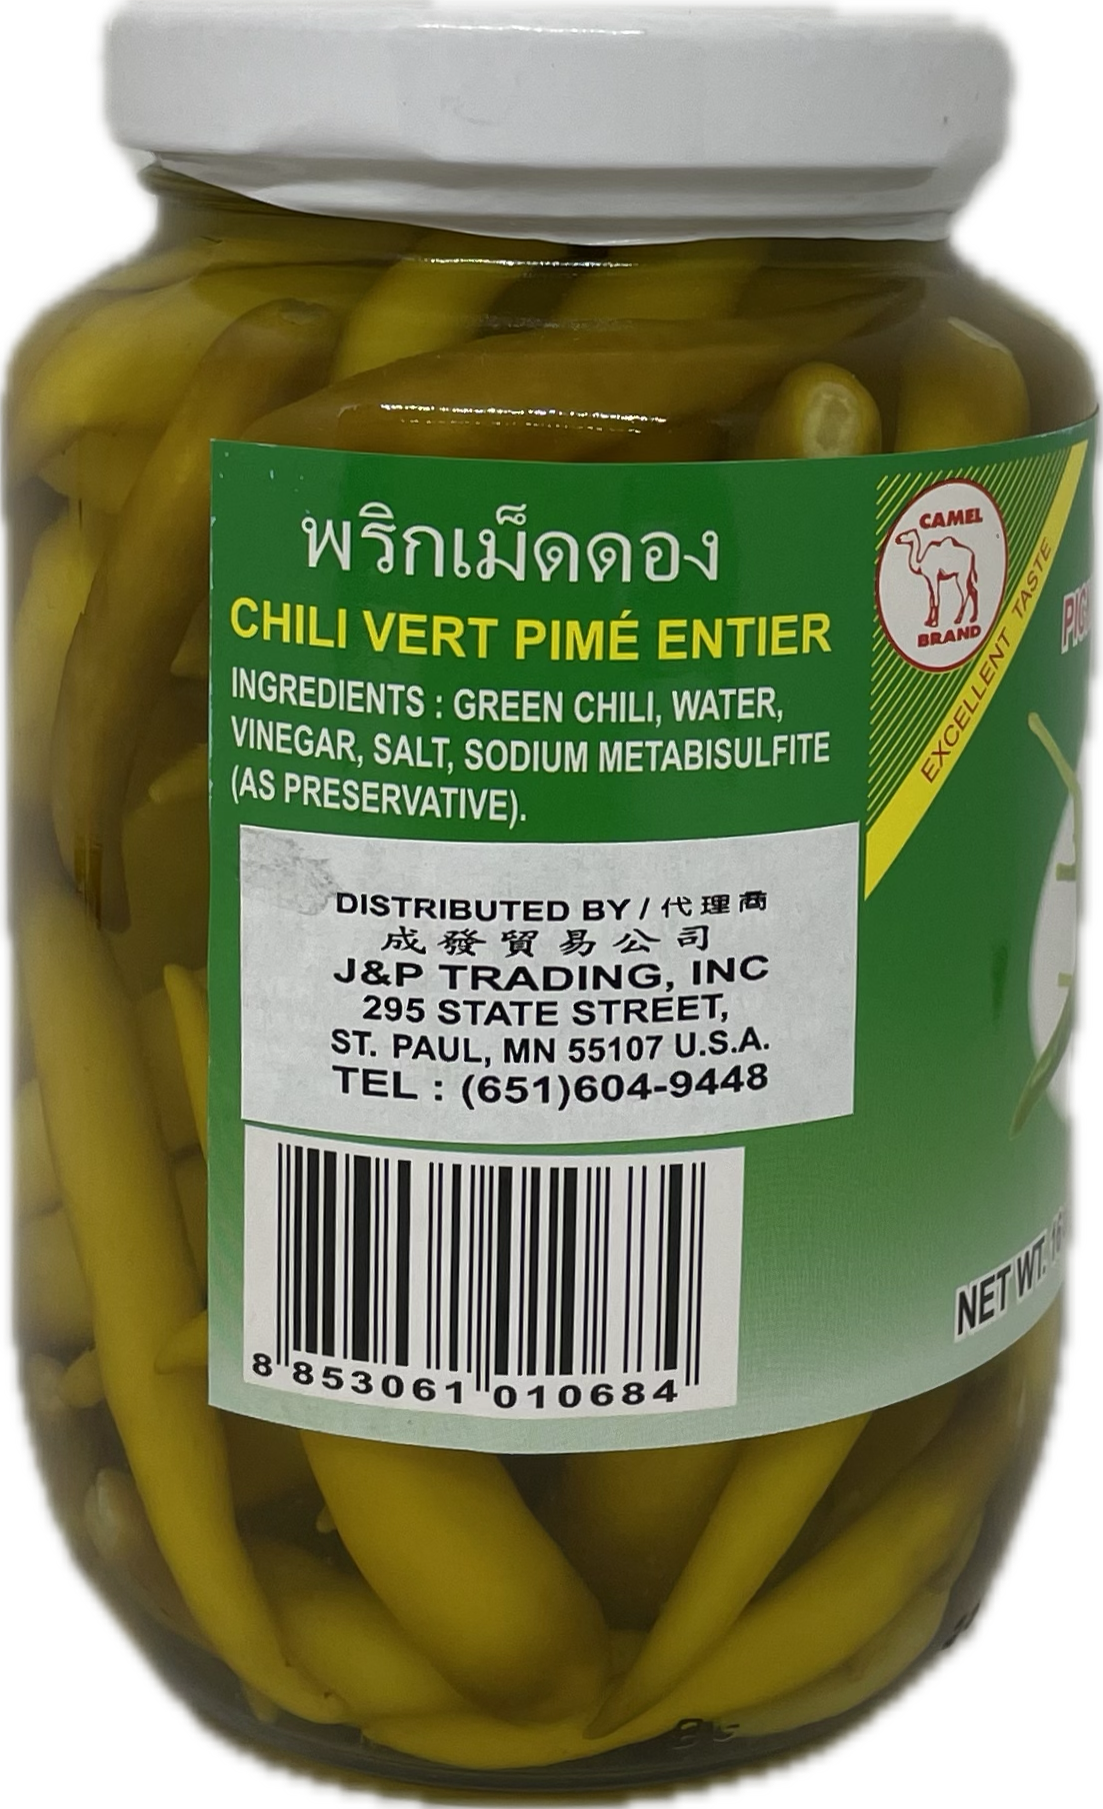 พริกเม็ดดอง
CHILI VERT PIMÉ ENTIER
INGREDIENTS : GREEN CHILI, WATER,
VINEGAR, SALT, SODIUM METABISULFITE
(AS PRESERVATIVE).
DISTRIBUTED BY / 代理商
成發貿易公司
J&P TRADING, INC
295 STATE STREET,
ST. PAUL, MN 55107 U.S.A.
TEL : (651)604-9448
8 853061 010684
CAMEL
BRAND
EXCELLENT TASTE
NET WT.